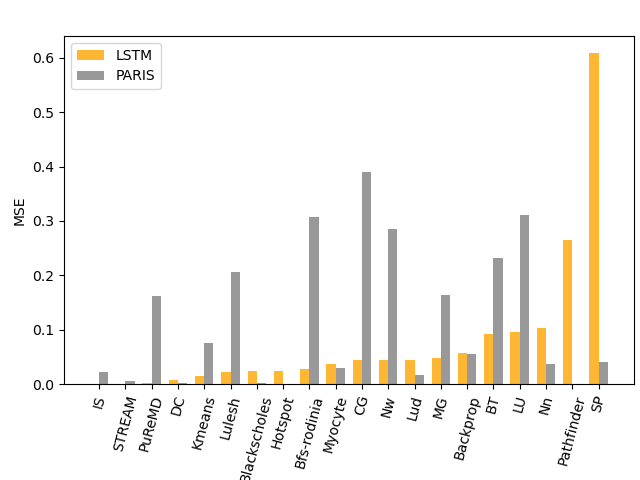 LSTM
PARIS
MSE
0.6
0.5
0.4
0.3
0.2
0.1
0.0
IS
STREAM
PuReMD
DC
Kmeans
Lulesh
Blackscholes
Hotspot
Bfs-rodinia
Myocyte
CG
Nw
Lud
MG
Backprop
BT
LU
Nn
Pathfinder
SP